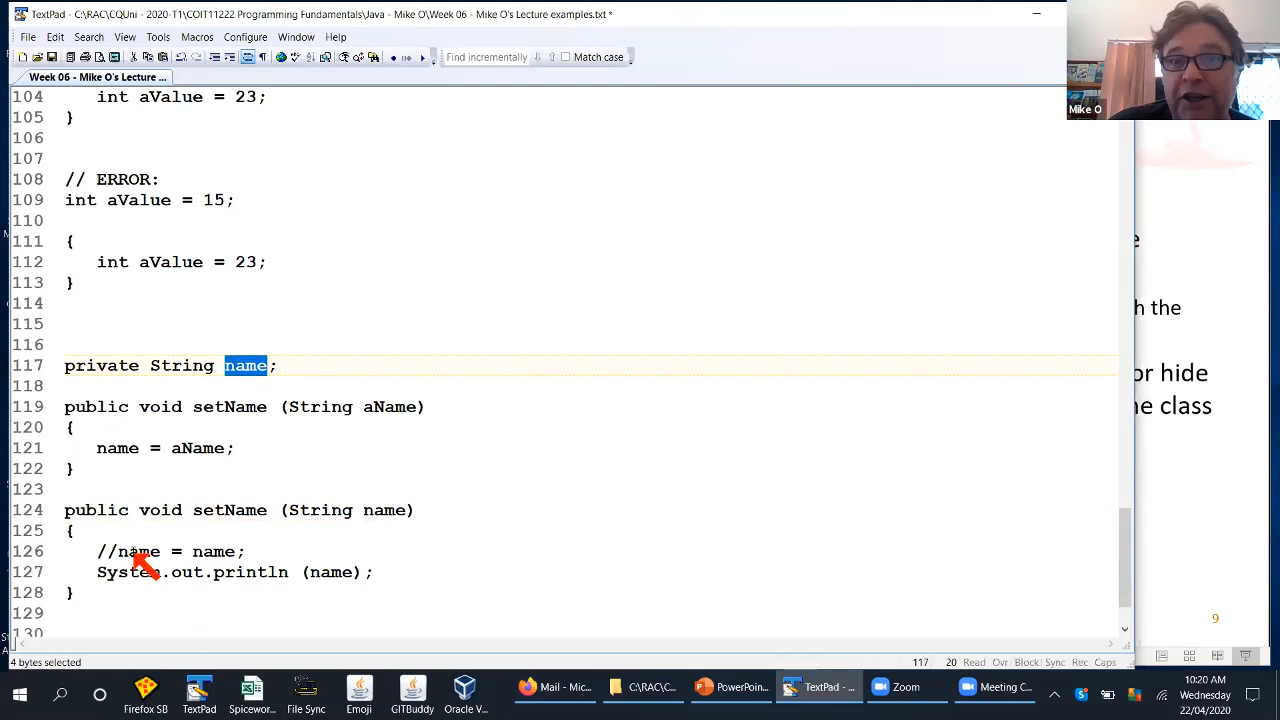 TextPad - C:\RAC\CQUni - 2020-T1\COIT11222 Programming Fundamentals\Java - Mike O\Week 06 - Mike O's Lecture examples.txt *
File Edit Search View Tools Macros Configure Window Help
Find incrementally Match case
Week 06 - Mike O's Lecture ...
Mike O
104 int aValue = 23;
105 }
106
107
108 // ERROR:
109 int aValue = 15;
110
111 {
112 int aValue = 23;
113 }
114
115
116
117 private String name;
118
119 public void setName (String aName)
120 {
121 name = aName;
122 }
123
124 public void setName (String name)
125 {
126 //name = name;
127 System.out.println (name);
128 }
129
130
e
h the
or hide
ne class
9
4 bytes selected
117 20 Read Ovr Block Sync Rec Caps
Mail - Mic... C:\RAC\C... PowerPoin... TextPad - ... Zoom Meeting C...
Firefox SB TextPad Spicewor... File Sync Emoji GITBuddy Oracle V...
10:20 AM
Wednesday
22/04/2020